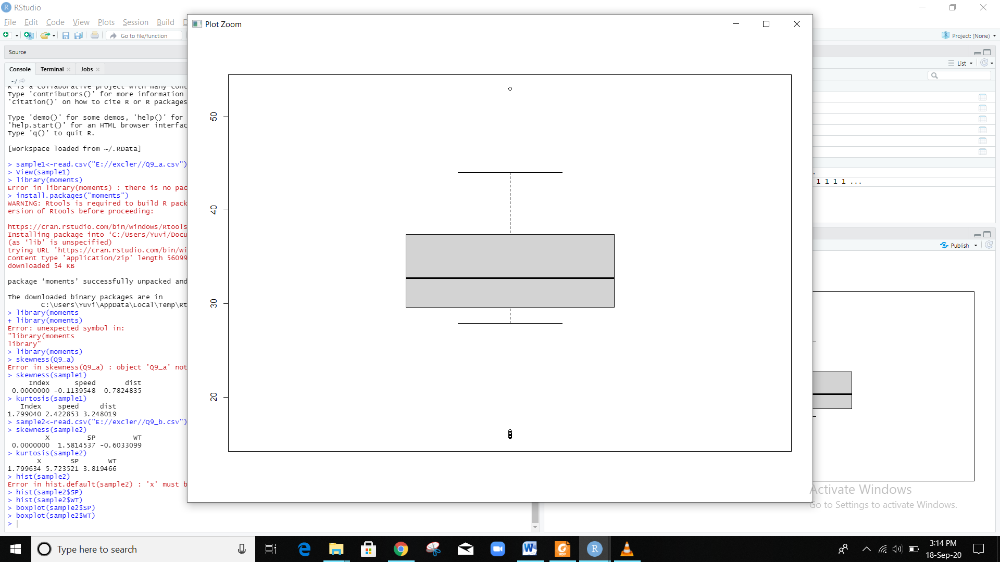 RStudio
File Edit Code View Plots Session Build D
Go to file/function
Project: (None)
Source
Console Terminal Jobs
~/
R is a collaborative project with many cont
Type 'contributors()' for more information
'citation()' on how to cite R or R packages
Type 'demo()' for some demos, 'help()' for
'help.start()' for an HTML browser interfac
Type 'q()' to quit R.
[Workspace loaded from ~/.RData]
> sample1<-read.csv("E://excler//Q9_a.csv")
> View(sample1)
> library(moments)
Error in library(moments) : there is no pac
> install.packages("moments")
WARNING: Rtools is required to build R pack
ersion of Rtools before proceeding:
https://cran.rstudio.com/bin/windows/Rtools
Installing package into ‘C:/Users/Yuvi/Docu
(as ‘lib’ is unspecified)
trying URL 'https://cran.rstudio.com/bin/wi
Content type 'application/zip' length 56099
downloaded 54 KB
package ‘moments’ successfully unpacked and
The downloaded binary packages are in
C:\Users\Yuvi\AppData\Local\Temp\Rt
> library(moments
+ library(moments)
Error: unexpected symbol in:
"library(moments
library"
> library(moments)
> skewness(Q9_a)
Error in skewness(Q9_a) : object 'Q9_a' not
> skewness(sample1)
Index speed dist
0.0000000 -0.1139548 0.7824835
> kurtosis(sample1)
Index speed dist
1.799040 2.422853 3.248019
> sample2<-read.csv("E://excler//Q9_b.csv")
> skewness(sample2)
X SP WT
0.0000000 1.5814537 -0.6033099
> kurtosis(sample2)
X SP WT
1.799634 5.723521 3.819466
> hist(sample2)
Error in hist.default(sample2) : 'x' must b
> hist(sample2$SP)
> hist(sample2$WT)
> boxplot(sample2$SP)
> boxplot(sample2$WT)
>
Plot Zoom
50
40
30
20
List
1 1 1 1 ...
Publish
Activate Windows
Go to Settings to activate Windows.
Type here to search
3:14 PM
18-Sep-20